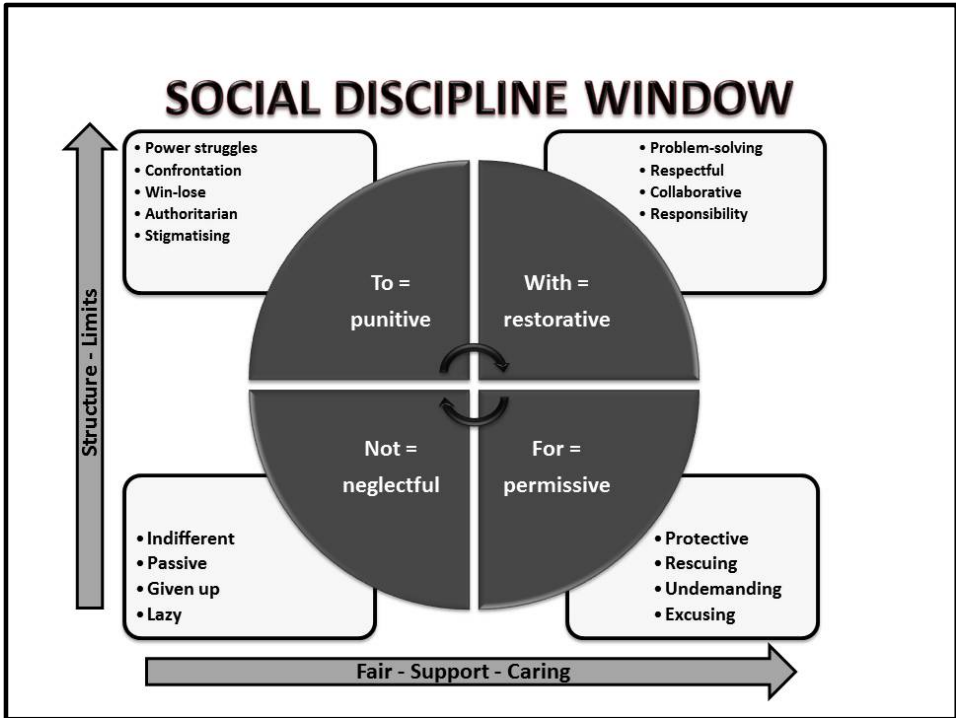 SOCIAL DISCIPLINE WINDOW
• Power struggles
• Confrontation
• Win-lose
• Authoritarian
• Stigmatising
• Problem-solving
• Respectful
• Collaborative
• Responsibility
To =
punitive
With =
restorative
Structure - Limits
Not =
neglectful
For =
permissive
• Indifferent
• Passive
• Given up
• Lazy
• Protective
• Rescuing
• Undemanding
• Excusing
Fair - Support - Caring